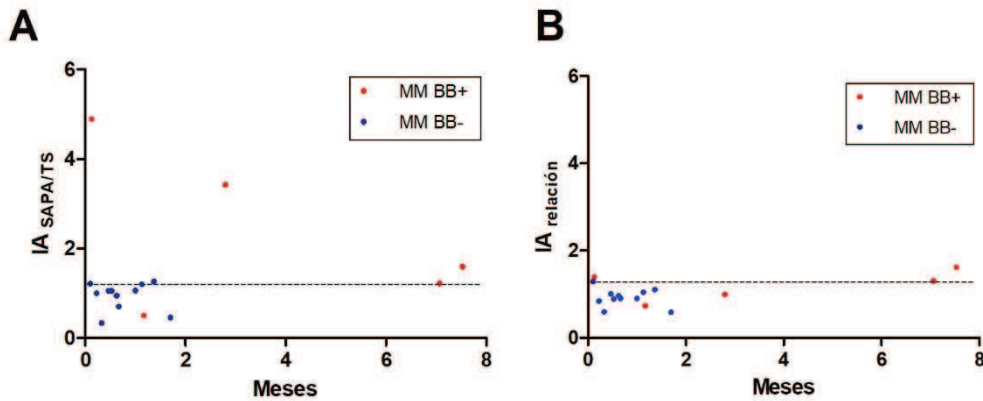 A
IA SAPA/TS
6
4
2
0
0 2 4 6 8
Meses
MM BB+
MM BB-
B
IA relación
6
4
2
0
0 2 4 6 8
Meses
MM BB+
MM BB-